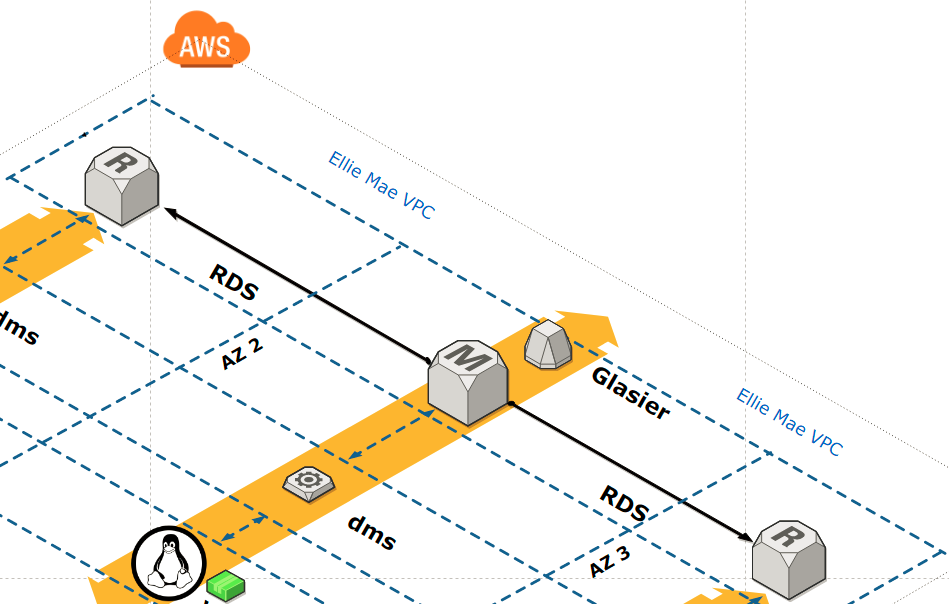 AWS
R
Ellie Mae VPC
RDS
dms
AZ 2
M
Glasier
Ellie Mae VPC
RDS
dms
AZ 3
R